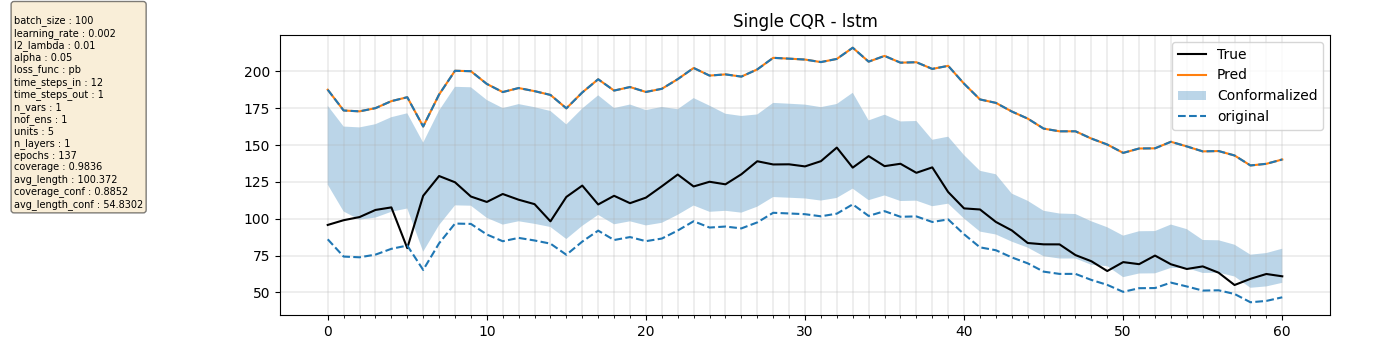 Single CQR - lstm
batch_size : 100
learning_rate : 0.002
l2_lambda : 0.01
alpha : 0.05
loss_func : pb
time_steps_in : 12
time_steps_out : 1
n_vars : 1
nof_ens : 1
units : 5
n_layers : 1
epochs : 137
coverage : 0.9836
avg_length : 100.372
coverage_conf : 0.8852
avg_length_conf : 54.8302
200
175
150
125
100
75
50
True
Pred
Conformalized
original
0 10 20 30 40 50 60